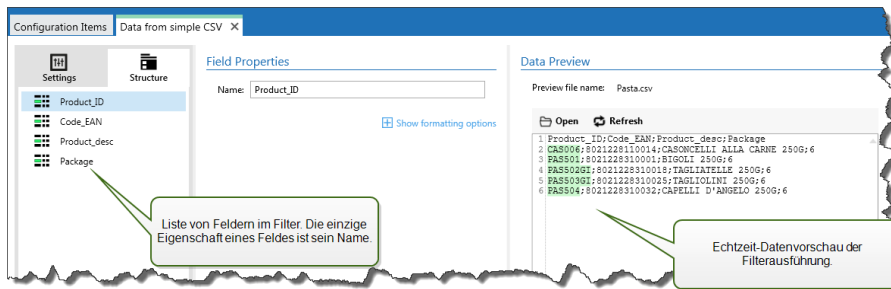 Configuration Items
Data from simple CSV ×
Settings
Structure
Product_ID
Code_EAN
Product_desc
Package
Field Properties
Name: Product_ID
Show formatting options
Data Preview
Preview file name: Pasta.csv
Open Refresh
1 Product_ID;Code_EAN;Product_desc;Package
2 CAS006;8021228110014;CASONCELLI ALLA CARNE 250G;6
3 PAS501;8021228310001;BIGOLI 250G;6
4 PAS502GI;8021228310018;TAGLIATELLE 250G;6
5 PAS503GI;8021228310025;TAGLIOLINI 250G;6
6 PAS504;8021228310032;CAPELLI D'ANGELO 250G;6
Liste von Feldern im Filter. Die einzige
Eigenschaft eines Feldes ist sein Name.
Echtzeit-Datenvorschau der
Filterausführung.